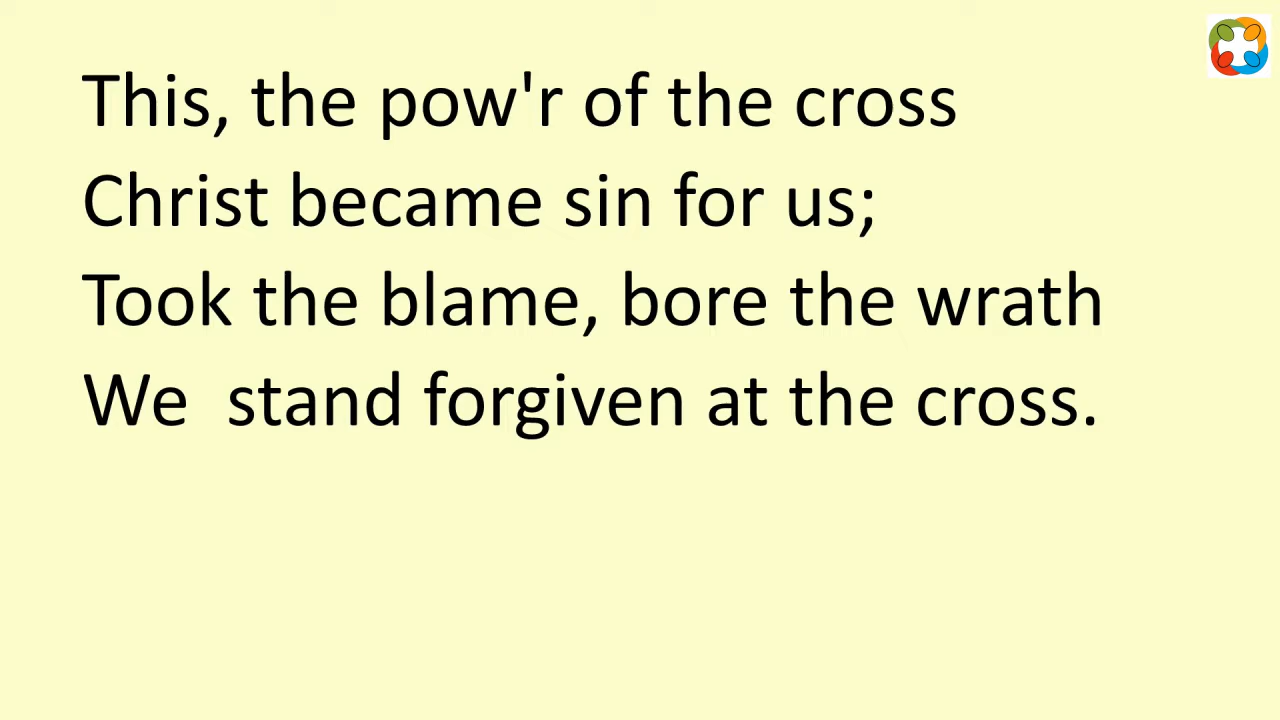 This, the pow'r of the cross
Christ became sin for us;
Took the blame, bore the wrath
We  stand forgiven at the cross.